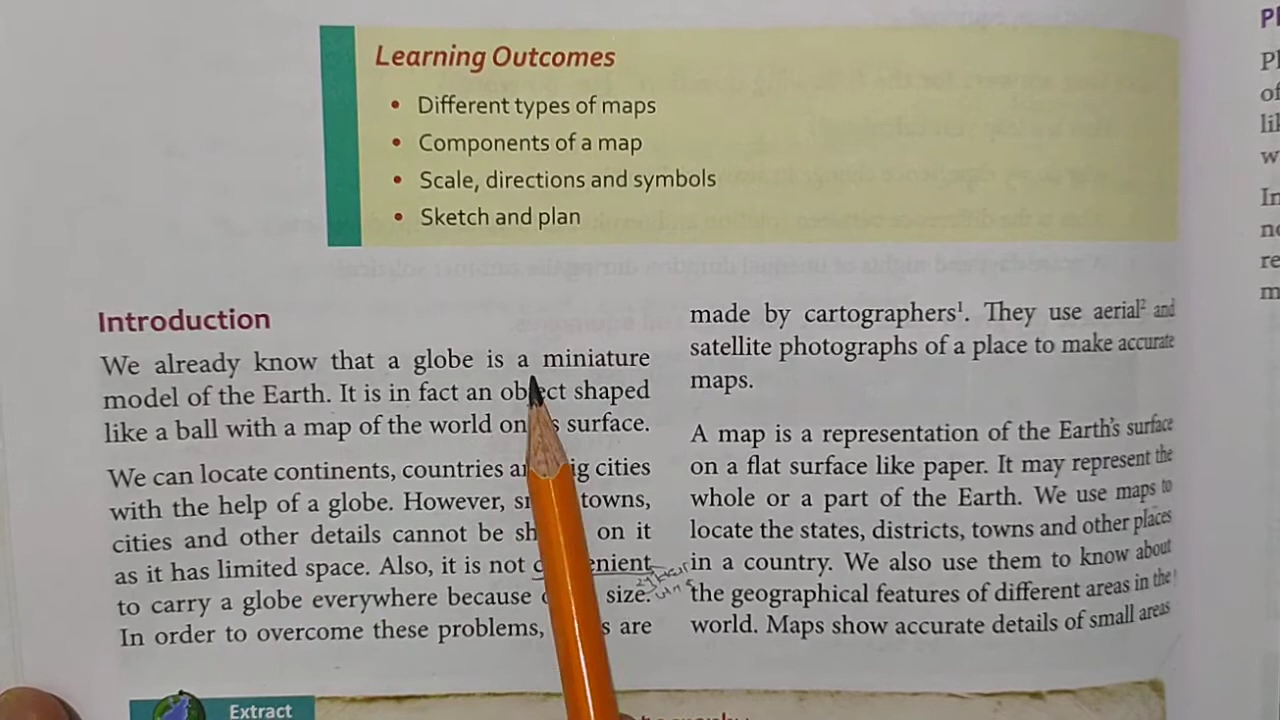 Learning Outcomes
• Different types of maps
• Components of a map
• Scale, directions and symbols
• Sketch and plan
Introduction
We already know that a globe is a miniature
model of the Earth. It is in fact an object shaped
like a ball with a map of the world on surface.
We can locate continents, countries cities
with the help of a globe. However, towns,
cities and other details cannot be on it
as it has limited space. Also, it is not
to carry a globe everywhere because size.
In order to overcome these problems, are
made by cartographers¹. They use aerial² and
satellite photographs of a place to make accurate
maps.
A map is a representation of the Earth's surface
on a flat surface like paper. It may represent the
whole or a part of the Earth. We use maps to
locate the states, districts, towns and other places
in a country. We also use them to know about
the geographical features of different areas in the
world. Maps show accurate details of small areas
Extract